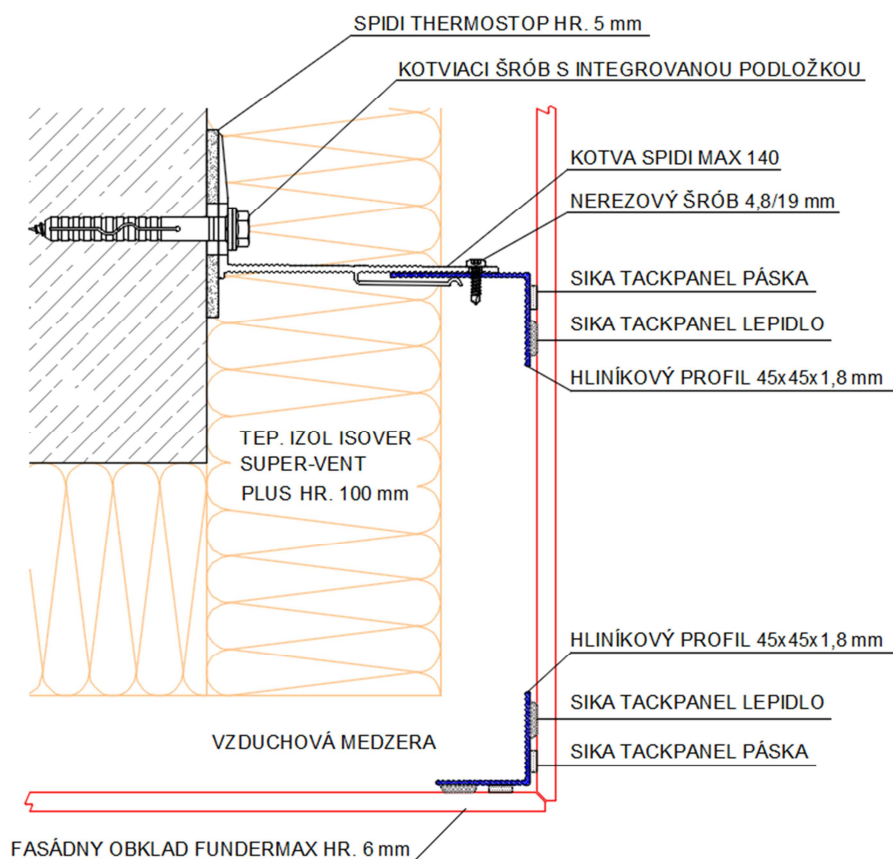 SPIDI THERMOSTOP HR. 5 mm
KOTVIACI ŠRÓB S INTEGROVANOU PODLOŽKOU
KOTVA SPIDI MAX 140
NEREZOVÝ ŠRÓB 4,8/19 mm
SIKA TACKPANEL PÁSKA
SIKA TACKPANEL LEPIDLO
HLINÍKOVÝ PROFIL 45x45x1,8 mm
TEP. IZOL ISOVER
SUPER-VENT
PLUS HR. 100 mm
HLINÍKOVÝ PROFIL 45x45x1,8 mm
SIKA TACKPANEL LEPIDLO
VZDUCHOVÁ MEDZERA
SIKA TACKPANEL PÁSKA
FASÁDNY OBKLAD FUNDERMAX HR. 6 mm